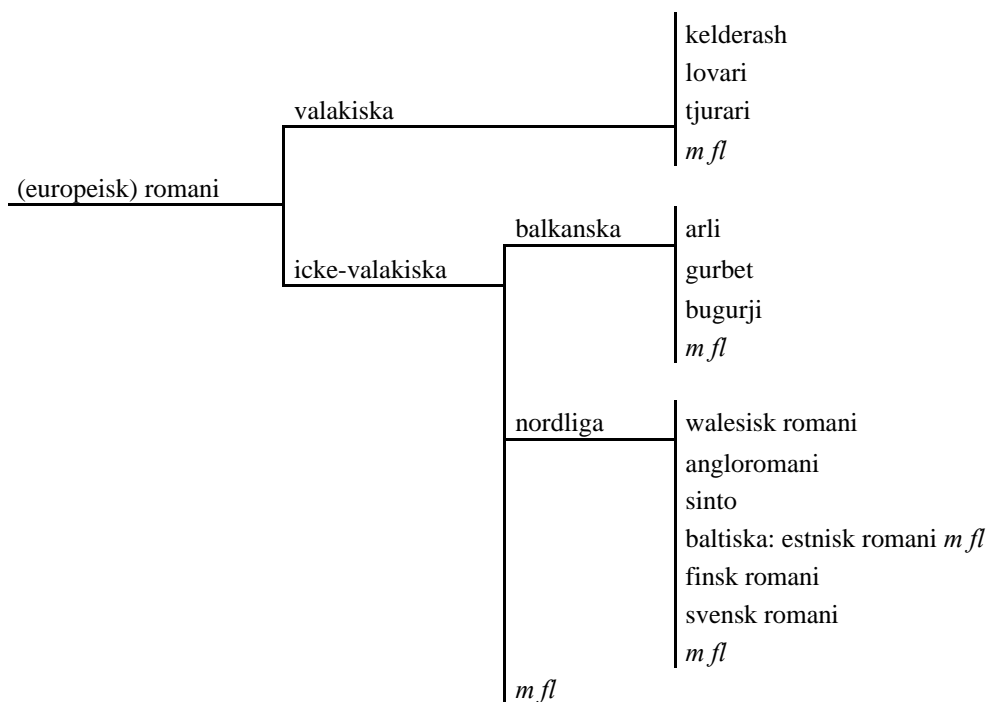 kelderash
lovari
valakiska
tjurari
m fl
(europeisk) romani
balkanska
arli
icke-valakiska
gurbet
bugurji
m fl
nordliga
walesisk romani
angloromani
sinto
baltiska: estnisk romani m fl
finsk romani
svensk romani
m fl
m fl